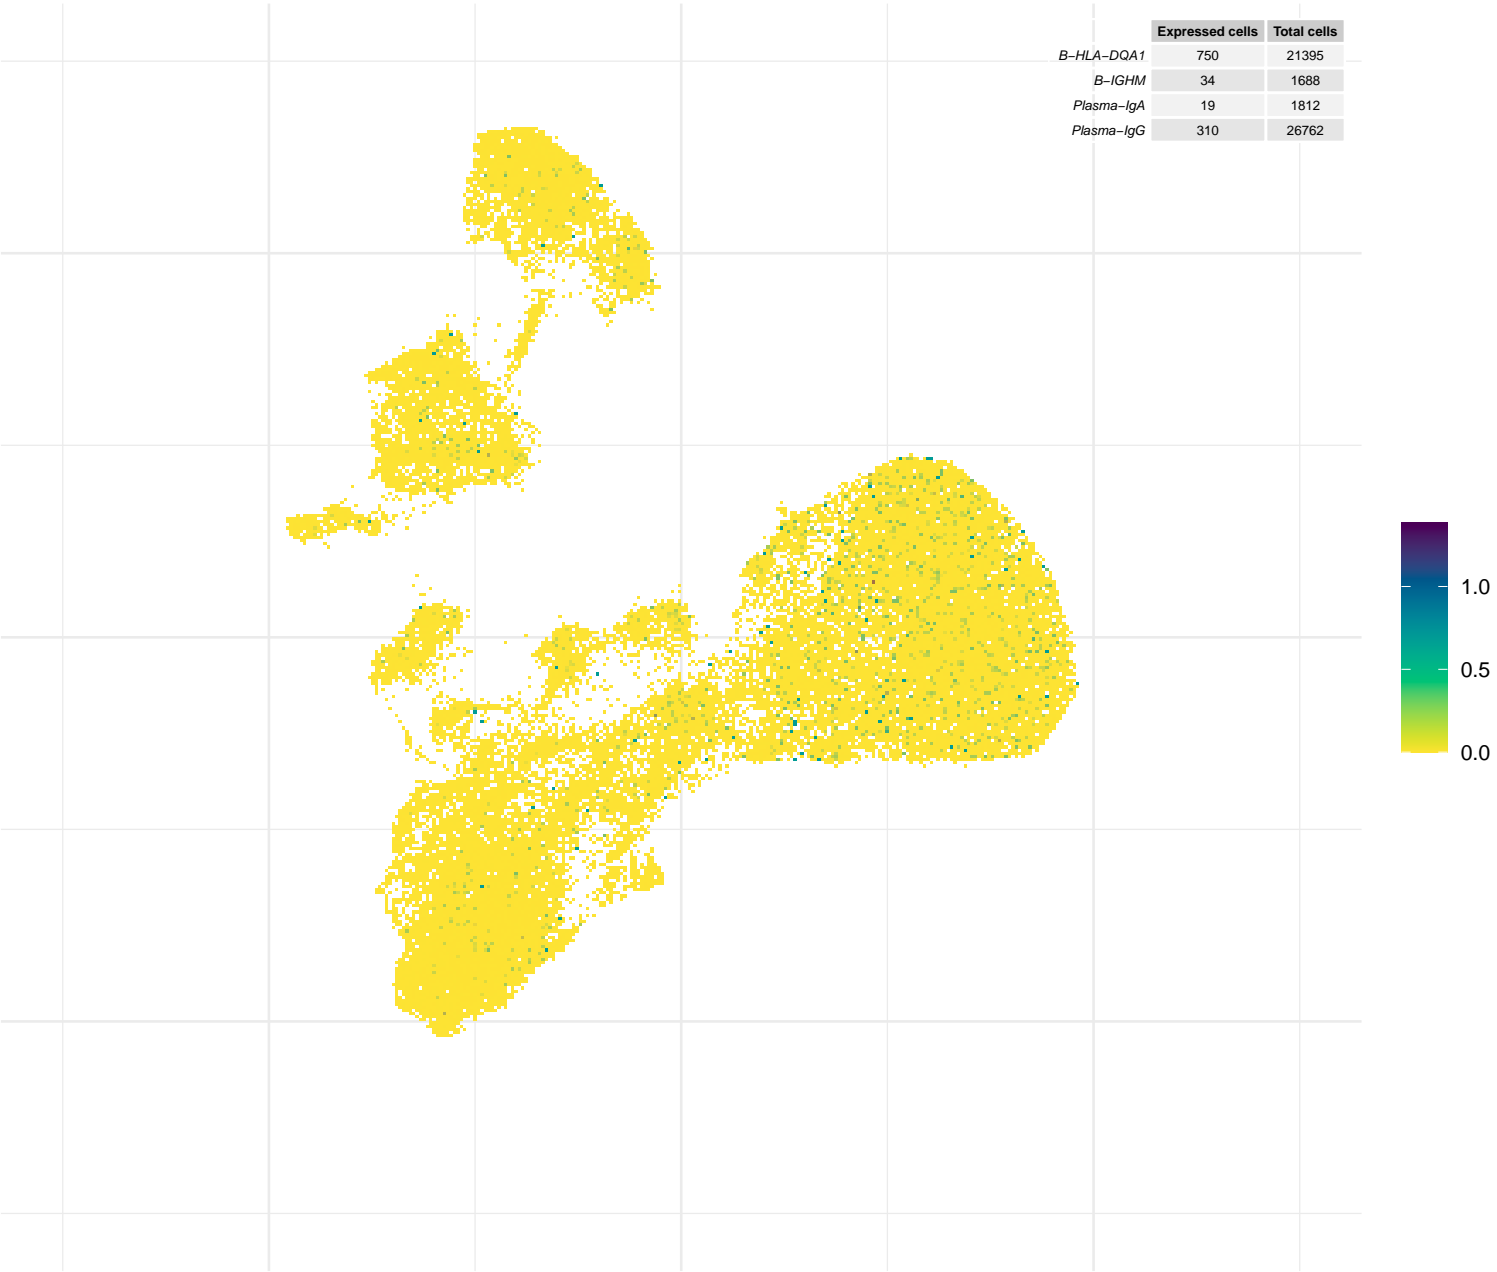 Expressed cells Total cells
B−HLA−DQA1 750 21395
B−IGHM 34 1688
Plasma−IgA 19 1812
Plasma−IgG 310 26762
1.0
0.5
0.0